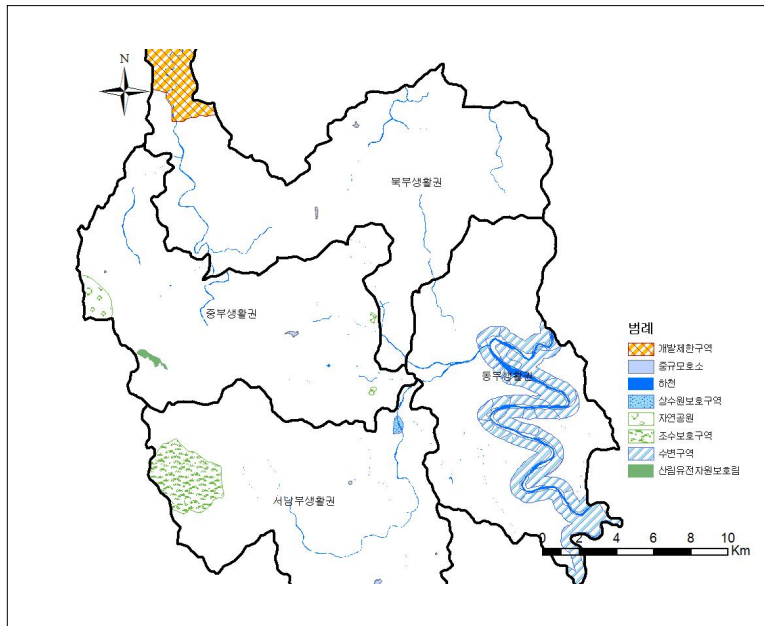 N
북부생활권
중부생활권
동부생활권
서남부생활권
범례
개발제한구역
중규모호소
하천
상수원보호구역
자연공원
조수보호구역
수변구역
산림유전자원보호림
0 2 4 6 8 10
Km